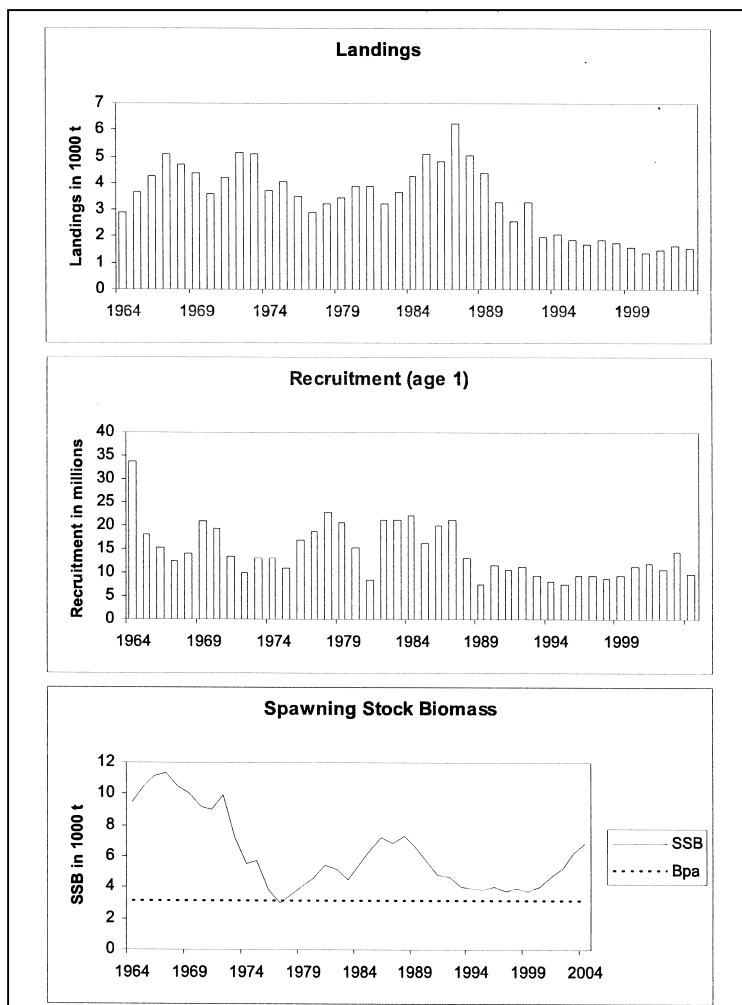 Landings
Landings in 1000 t
7
6
5
4
3
2
1
0
1964 1969 1974 1979 1984 1989 1994 1999
Recruitment (age 1)
Recruitment in millions
40
35
30
25
20
15
10
5
0
1964 1969 1974 1979 1984 1989 1994 1999
Spawning Stock Biomass
SSB in 1000 t
12
10
8
6
4
2
0
1964 1969 1974 1979 1984 1989 1994 1999 2004
SSB
Bpa